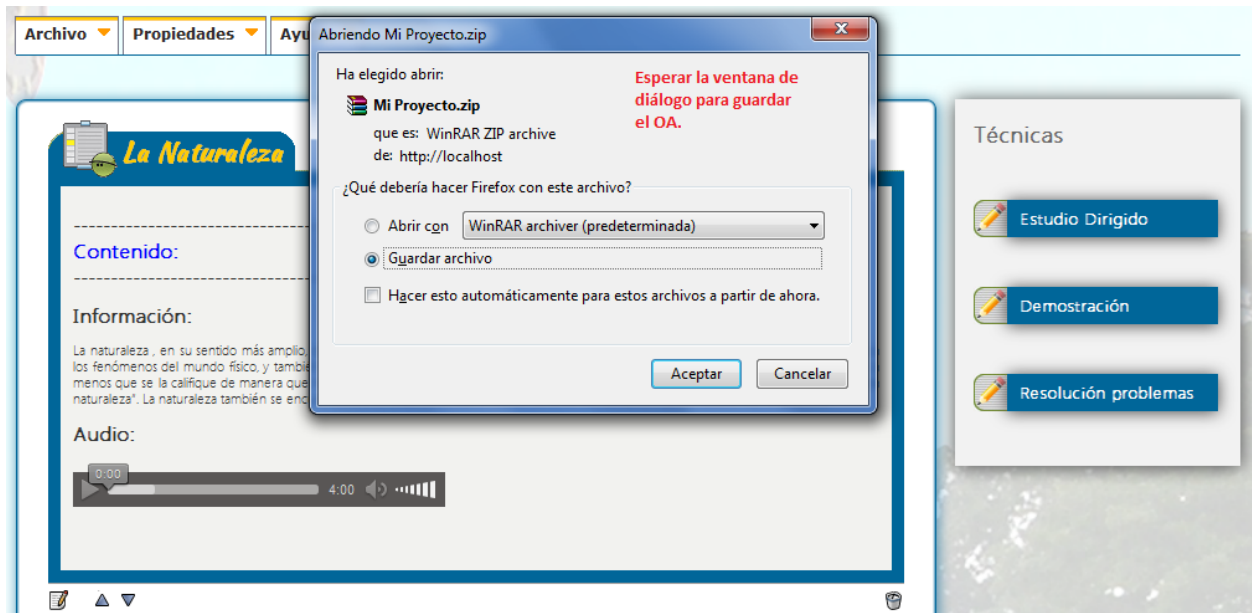 Archivo
Propiedades
Ayu
Abriendo Mi Proyecto.zip
Ha elegido abrir:
Mi Proyecto.zip
que es: WinRAR ZIP archive
de: http://localhost
Esperar la ventana de
diálogo para guardar
el OA.
¿Qué debería hacer Firefox con este archivo?
Abrir con
WinRAR archiver (predeterminada)
Guardar archivo
Hacer esto automáticamente para estos archivos a partir de ahora.
Aceptar
Cancelar
La Naturaleza
Contenido:
Información:
La naturaleza , en su sentido más amplio,
los fenómenos del mundo físico, y tambié
menos que se la califique de manera que
naturaleza". La naturaleza también se enc
Audio:
0:00
4:00
Técnicas
Estudio Dirigido
Demostración
Resolución problemas